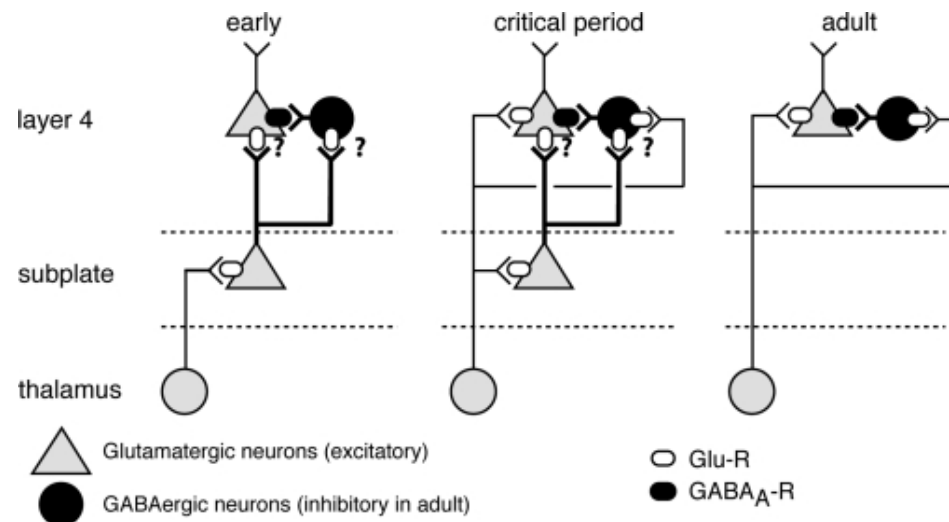 early critical period adult
layer 4
? ? ? ?
subplate
thalamus
Glutamatergic neurons (excitatory) Glu-R
GABAergic neurons (inhibitory in adult) GABAA-R